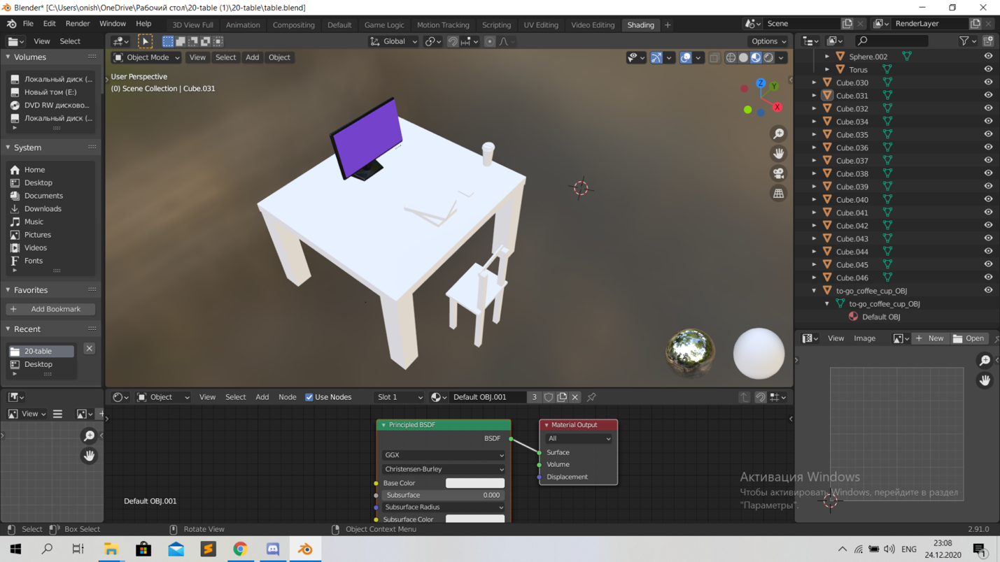 Blender* [C:\Users\onish\OneDrive\Рабочий стол\20-table (1)\20-table\table.blend]
File Edit Render Window Help 3D View Full Animation Compositing Default Game Logic Motion Tracking Scripting UV Editing Video Editing Shading + Scene RenderLayer
View Select Global Options
Volumes
Локальный диск (...
Новый том (E:)
DVD RW дисково...
Локальный диск (...
System
Home
Desktop
Documents
Downloads
Music
Pictures
Videos
Fonts
Favorites
Add Bookmark
Recent
20-table
Desktop
Object Mode View Select Add Object
User Perspective
(0) Scene Collection | Cube.031
Z
Y
X
Sphere.002
Torus
Cube.030
Cube.031
Cube.032
Cube.034
Cube.035
Cube.036
Cube.037
Cube.038
Cube.039
Cube.040
Cube.041
Cube.042
Cube.043
Cube.044
Cube.045
Cube.046
to-go_coffee_cup_OBJ
to-go_coffee_cup_OBJ
Default OBJ
View Image + New Open
View
Object View Select Add Node Use Nodes Slot 1 Default OBJ.001 3
Principled BSDF
BSDF
GGX
Christensen-Burley
Base Color
Subsurface 0.000
Subsurface Radius
Subsurface Color
Material Output
All
Surface
Volume
Displacement
Default OBJ.001
Активация Windows
Чтобы активировать Windows, перейдите в раздел
"Параметры".
Select Box Select Rotate View Object Context Menu 2.91.0
ENG
23:08
24.12.2020
1